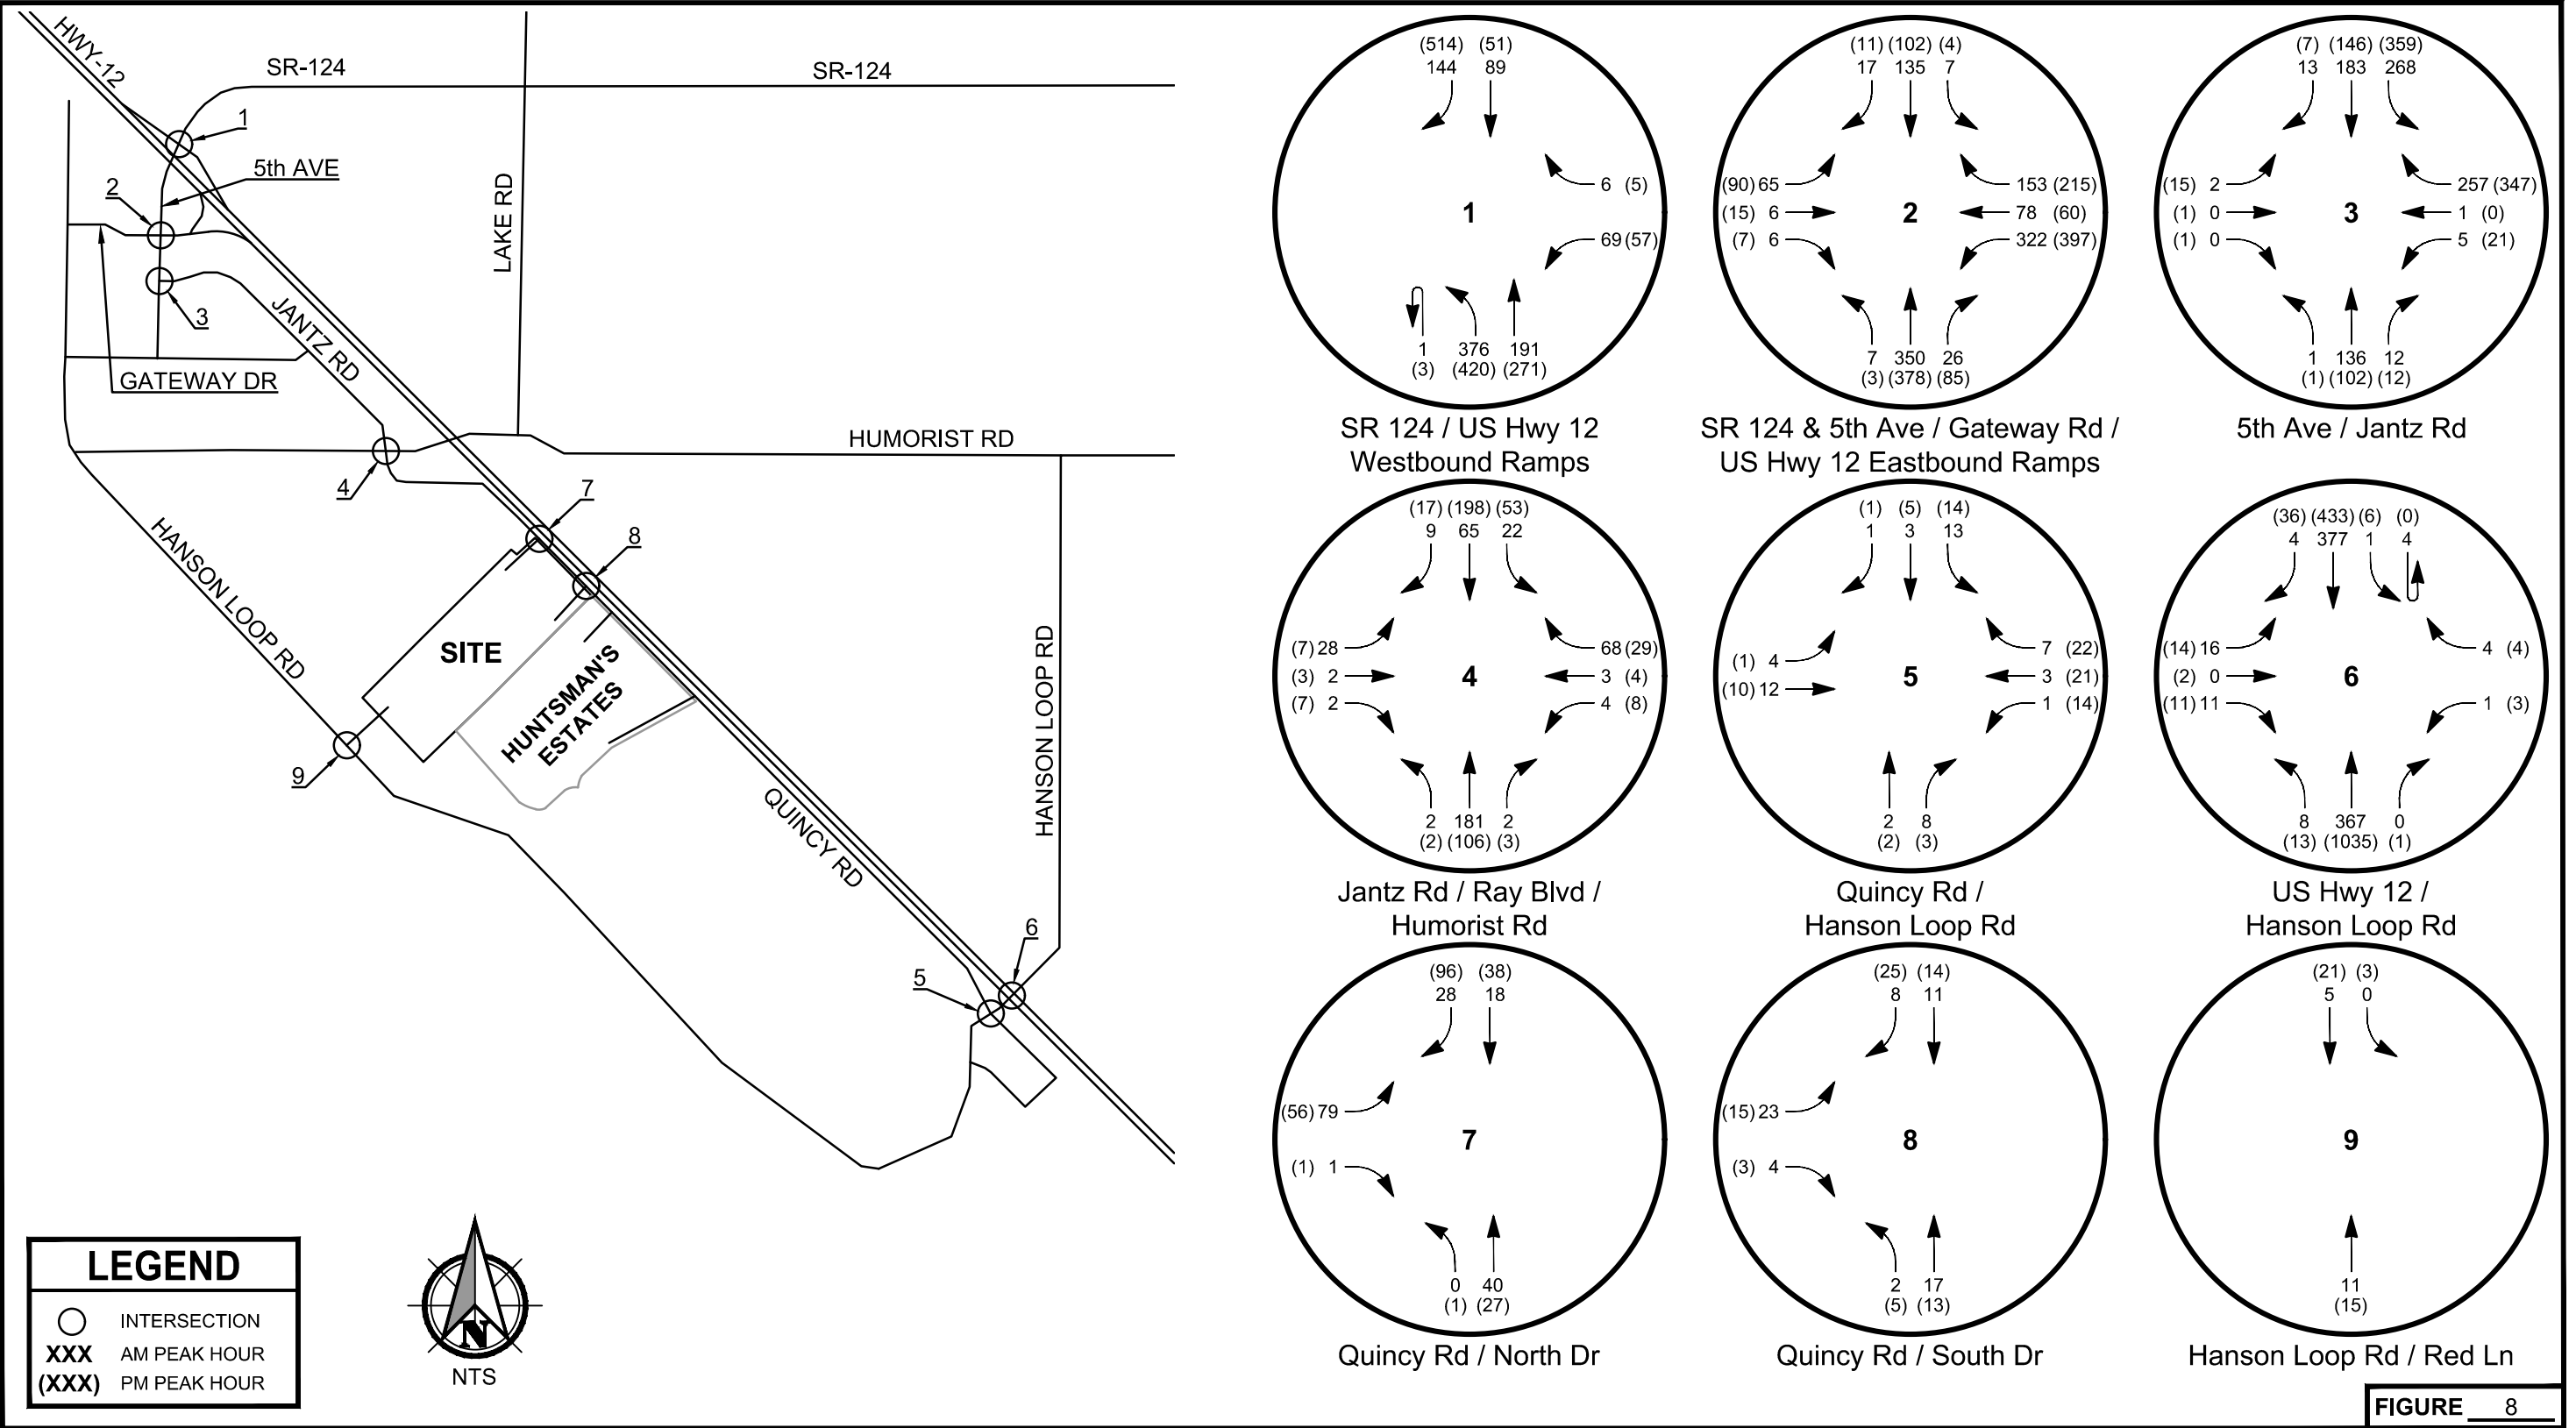 HWY-12
SR-124
SR-124
1
5th AVE
2
3
LAKE RD
JANTZ RD
GATEWAY DR
HUMORIST RD
4
7
8
HANSON LOOP RD
SITE
HUNTSMAN'S
ESTATES
HANSON LOOP RD
9
QUINCY RD
6
5
LEGEND
INTERSECTION
XXX AM PEAK HOUR
(XXX) PM PEAK HOUR
N
NTS
(514) (51)
144 89
6 (5)
1
69 (57)
1 376 191
(3) (420) (271)
SR 124 / US Hwy 12
Westbound Ramps
(11) (102) (4)
17 135 7
(90) 65 153 (215)
(15) 6 2 78 (60)
(7) 6 322 (397)
7 350 26
(3) (378) (85)
SR 124 & 5th Ave / Gateway Rd /
US Hwy 12 Eastbound Ramps
(7) (146) (359)
13 183 268
(15) 2 257 (347)
(1) 0 3 1 (0)
(1) 0 5 (21)
1 136 12
(1) (102) (12)
5th Ave / Jantz Rd
(17) (198) (53)
9 65 22
(7) 28 68 (29)
(3) 2 4 3 (4)
(7) 2 4 (8)
2 181 2
(2) (106) (3)
Jantz Rd / Ray Blvd /
Humorist Rd
(1) (5) (14)
1 3 13
7 (22)
(1) 4 5 3 (21)
(10) 12 1 (14)
2 8
(2) (3)
Quincy Rd /
Hanson Loop Rd
(36) (433) (6) (0)
4 377 1 4
(14) 16 4 (4)
(2) 0 6
(11) 11 1 (3)
8 367 0
(13) (1035) (1)
US Hwy 12 /
Hanson Loop Rd
(96) (38)
28 18
(56) 79
7
(1) 1
0 40
(1) (27)
Quincy Rd / North Dr
(25) (14)
8 11
(15) 23
8
(3) 4
2 17
(5) (13)
Quincy Rd / South Dr
(21) (3)
5 0
9
11
(15)
Hanson Loop Rd / Red Ln
FIGURE 8